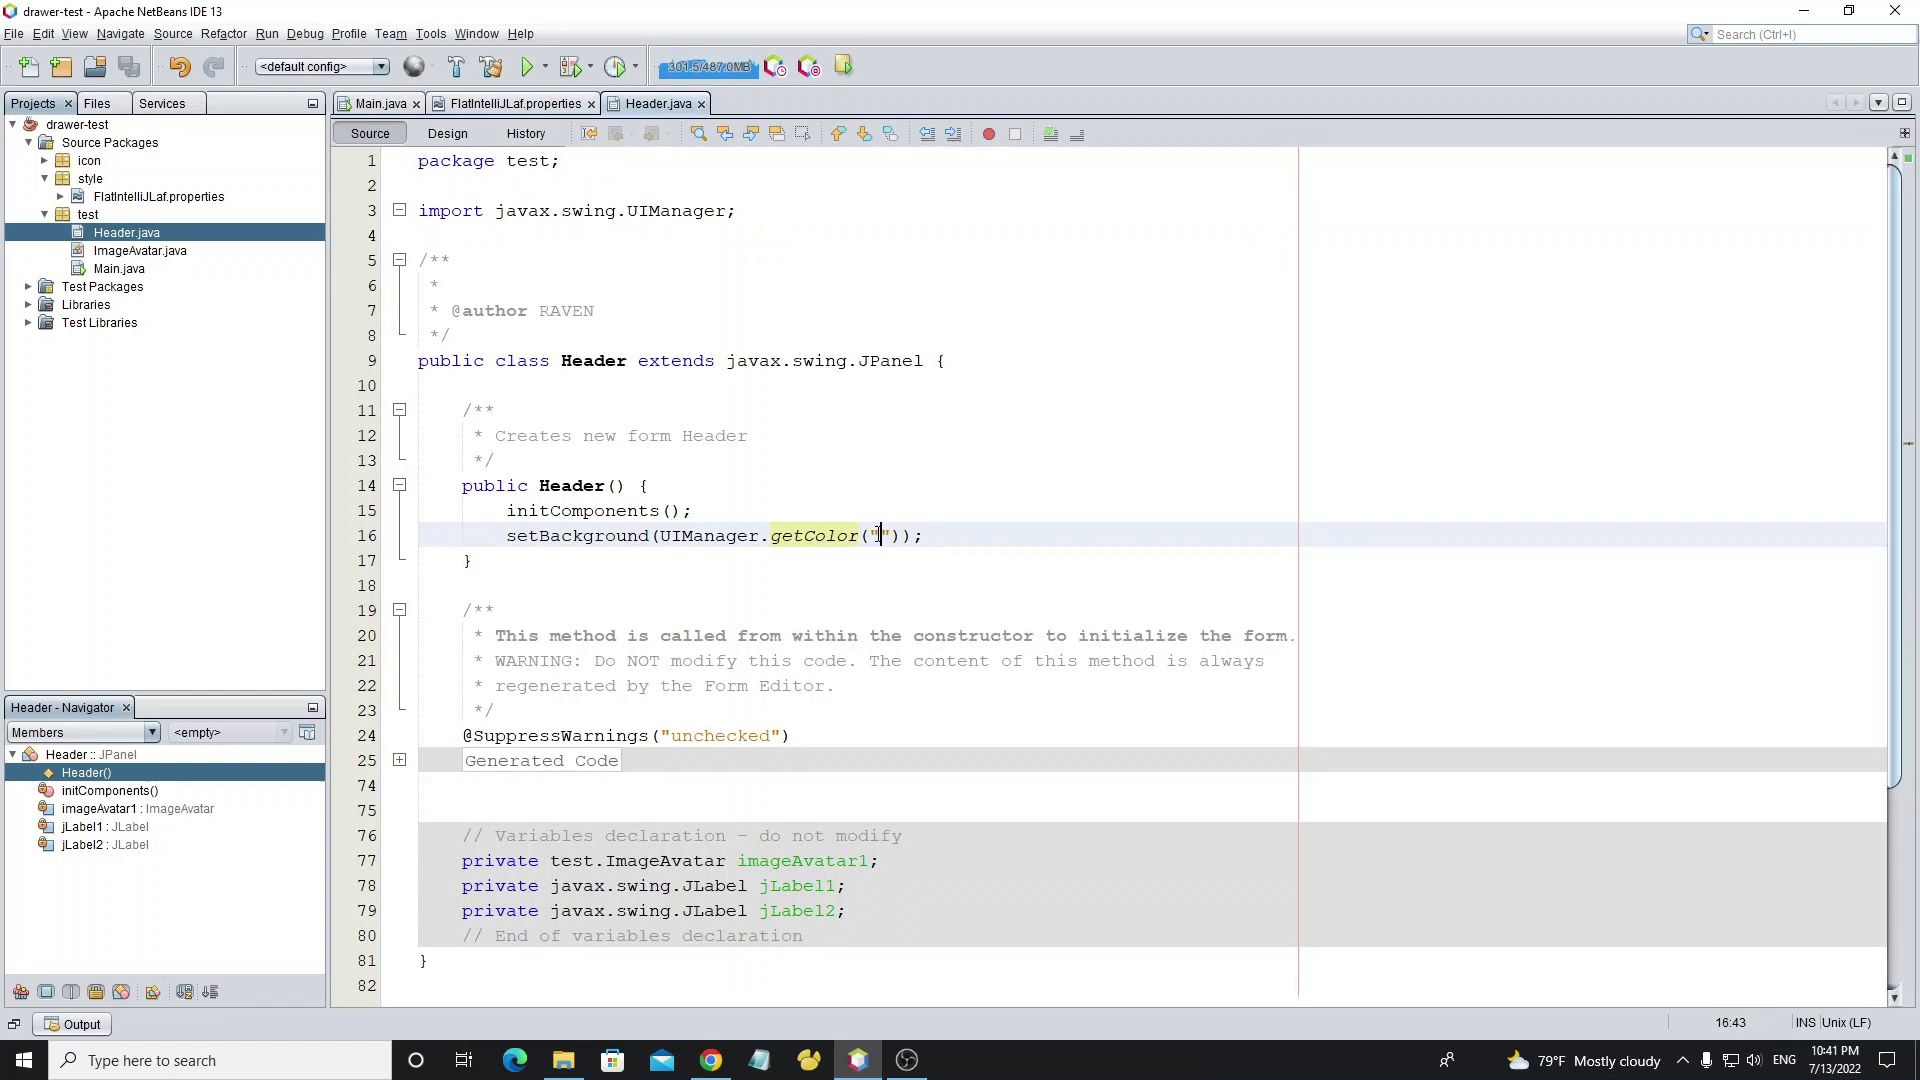 drawer-test - Apache NetBeans IDE 13
File Edit View Navigate Source Refactor Run Debug Profile Team Tools Window Help
Search (Ctrl+I)
<default config>
301.5/487.0MB
Projects Files Services
Main.java FlatIntelliJLaf.properties Header.java
Source Design History
drawer-test
Source Packages
icon
style
FlatIntelliJLaf.properties
test
Header.java
ImageAvatar.java
Main.java
Test Packages
Libraries
Test Libraries
1 package test;
2
3 import javax.swing.UIManager;
4
5 /**
6 *
7 * @author RAVEN
8 */
9 public class Header extends javax.swing.JPanel {
10
11 /**
12 * Creates new form Header
13 */
14 public Header() {
15 initComponents();
16 setBackground(UIManager.getColor(""));
17 }
18
19 /**
20 * This method is called from within the constructor to initialize the form.
21 * WARNING: Do NOT modify this code. The content of this method is always
22 * regenerated by the Form Editor.
23 */
24 @SuppressWarnings("unchecked")
25 Generated Code
74
75
76 // Variables declaration - do not modify
77 private test.ImageAvatar imageAvatar1;
78 private javax.swing.JLabel jLabel1;
79 private javax.swing.JLabel jLabel2;
80 // End of variables declaration
81 }
82
Header - Navigator
Members <empty>
Header :: JPanel
Header()
initComponents()
imageAvatar1 : ImageAvatar
jLabel1 : JLabel
jLabel2 : JLabel
Output
16:43 INS Unix (LF)
Type here to search
79°F Mostly cloudy ENG 10:41 PM
7/13/2022